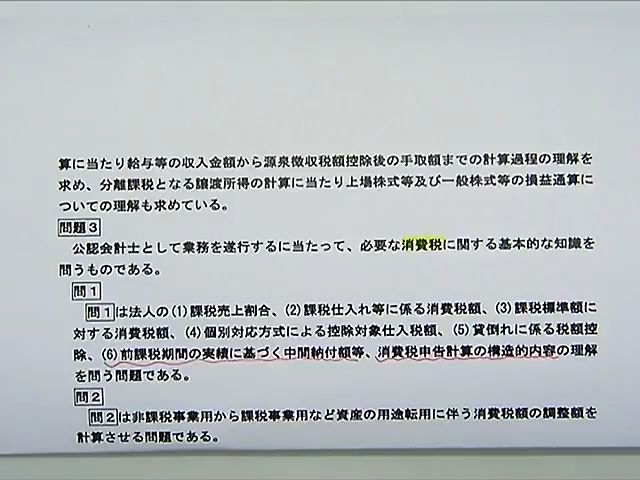 算に当たり給与等の収入金額から源泉徴収税額控除後の手取額までの計算過程の理解を
求め、分離課税となる譲渡所得の計算に当たり上場株式等及び一般株式等の損益通算に
ついての理解も求めている。
問題3
公認会計士として業務を遂行するに当たって、必要な消費税に関する基本的な知識を
問うものである。
問1
問1は法人の(1)課税売上割合、(2)課税仕入れ等に係る消費税額、(3)課税標準額に
対する消費税額、(4)個別対応方式による控除対象仕入税額、(5)貸倒れに係る税額控
除、(6)前課税期間の実績に基づく中間納付額等、消費税申告計算の構造的内容の理解
を問う問題である。
問2
問2は非課税事業用から課税事業用など資産の用途転用に伴う消費税額の調整額を
計算させる問題である。